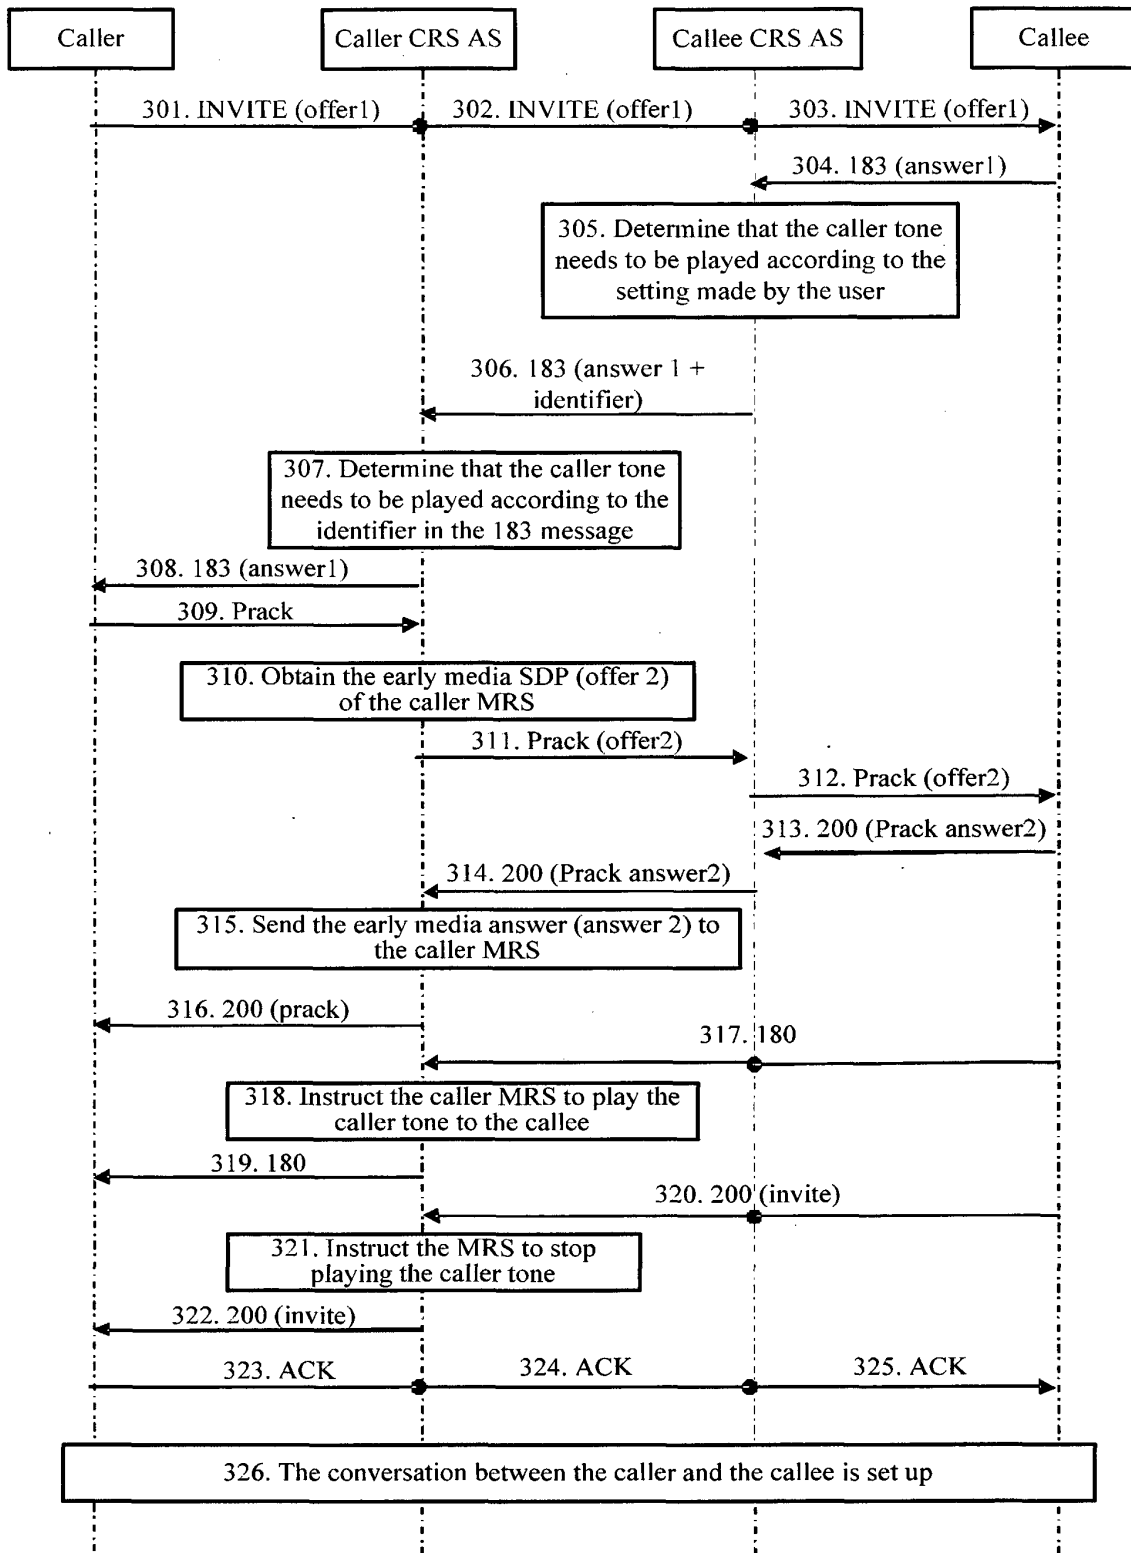 Caller
Caller CRS AS
Callee CRS AS
Callee
301. INVITE (offer1)
302. INVITE (offer1)
303. INVITE (offer1)
304. 183 (answer1)
305. Determine that the caller tone
needs to be played according to the
setting made by the user
306. 183 (answer 1 +
identifier)
307. Determine that the caller tone
needs to be played according to the
identifier in the 183 message
308. 183 (answer1)
309. Prack
310. Obtain the early media SDP (offer 2)
of the caller MRS
311. Prack (offer2)
312. Prack (offer2)
313. 200 (Prack answer2)
314. 200 (Prack answer2)
315. Send the early media answer (answer 2) to
the caller MRS
316. 200 (prack)
317. 180
318. Instruct the caller MRS to play the
caller tone to the callee
319. 180
320. 200 (invite)
321. Instruct the MRS to stop
playing the caller tone
322. 200 (invite)
323. ACK
324. ACK
325. ACK
326. The conversation between the caller and the callee is set up